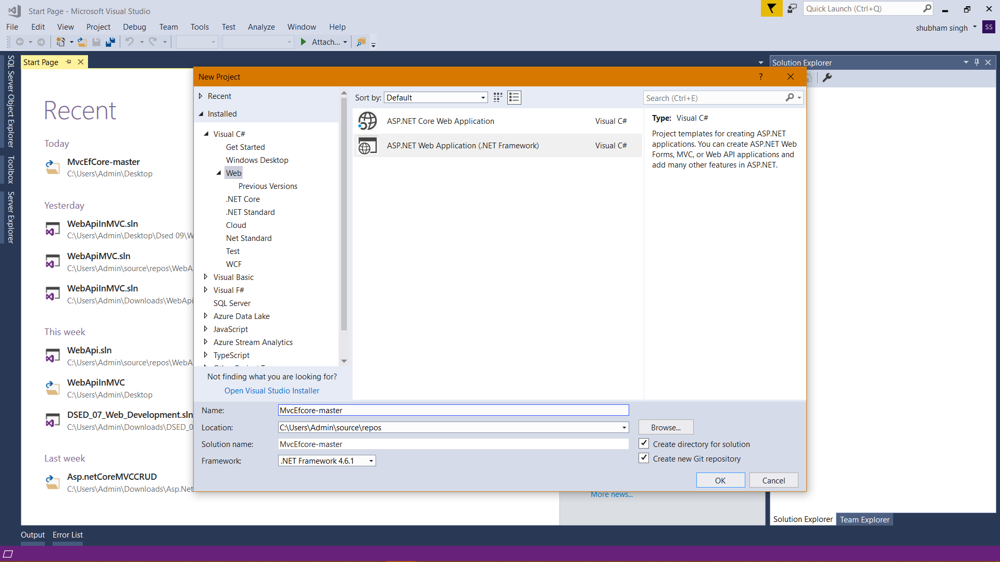 Start Page - Microsoft Visual Studio
Quick Launch (Ctrl+Q)
File Edit View Project Debug Team Tools Test Analyze Window Help
shubham singh SS
Attach...
SQL Server Object Explorer
Toolbox
Server Explorer
Start Page
Recent
Today
MvcEfCore-master
C:\Users\Admin\Desktop
Yesterday
WebApiInMVC.sln
C:\Users\Admin\Desktop\Dsed 09\W
WebApiMVC.sln
C:\Users\Admin\source\repos\WebA
WebApiInMVC.sln
C:\Users\Admin\Downloads\WebApi
This week
WebApi.sln
C:\Users\Admin\source\repos\WebA
WebApiInMVC
C:\Users\Admin\Desktop
DSED_07_Web_Development.sln
C:\Users\Admin\Downloads\DSED_0
Last week
Asp.netCoreMVCCRUD
C:\Users\Admin\Downloads\Asp.Net
New Project
?
Recent
Installed
Visual C#
Get Started
Windows Desktop
Web
Previous Versions
.NET Core
.NET Standard
Cloud
Net Standard
Test
WCF
Visual Basic
Visual F#
SQL Server
Azure Data Lake
JavaScript
Azure Stream Analytics
TypeScript
Not finding what you are looking for?
Open Visual Studio Installer
Sort by: Default
Search (Ctrl+E)
ASP.NET Core Web Application Visual C#
ASP.NET Web Application (.NET Framework) Visual C#
Type: Visual C#
Project templates for creating ASP.NET
applications. You can create ASP.NET Web
Forms, MVC, or Web API applications and
add many other features in ASP.NET.
Name: MvcEfcore-master
Location: C:\Users\Admin\source\repos Browse...
Solution name: MvcEfcore-master
Create directory for solution
Framework: .NET Framework 4.6.1
Create new Git repository
OK Cancel
More news...
Solution Explorer
Solution Explorer Team Explorer
Output Error List